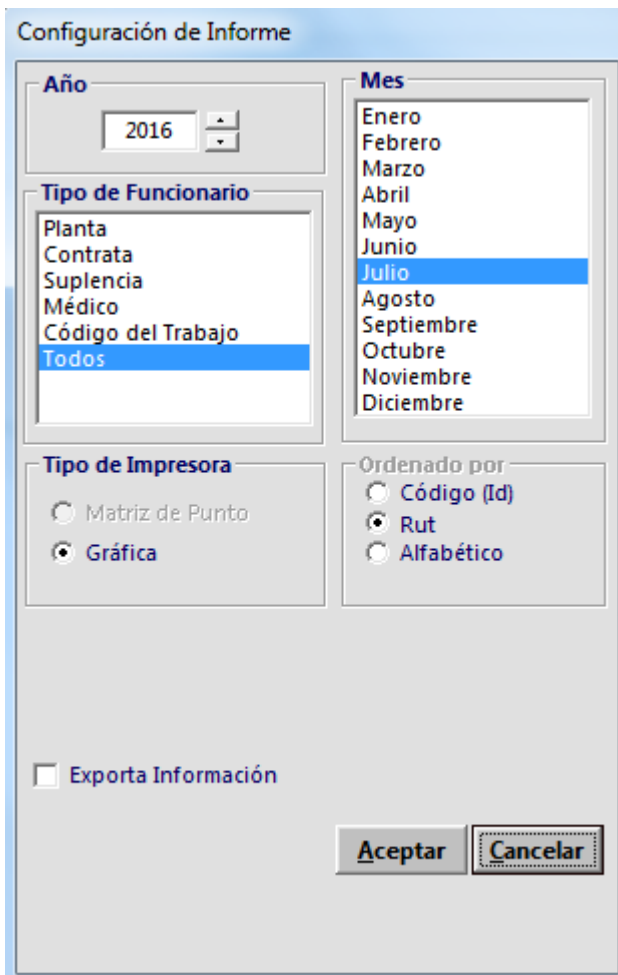 Configuración de Informe
Año
2016
Mes
Enero
Febrero
Marzo
Abril
Mayo
Junio
Julio
Agosto
Septiembre
Octubre
Noviembre
Diciembre
Tipo de Funcionario
Planta
Contrata
Suplencia
Médico
Código del Trabajo
Todos
Tipo de Impresora
Matriz de Punto
Gráfica
Ordenado por
Código (Id)
Rut
Alfabético
Exporta Información
Aceptar
Cancelar